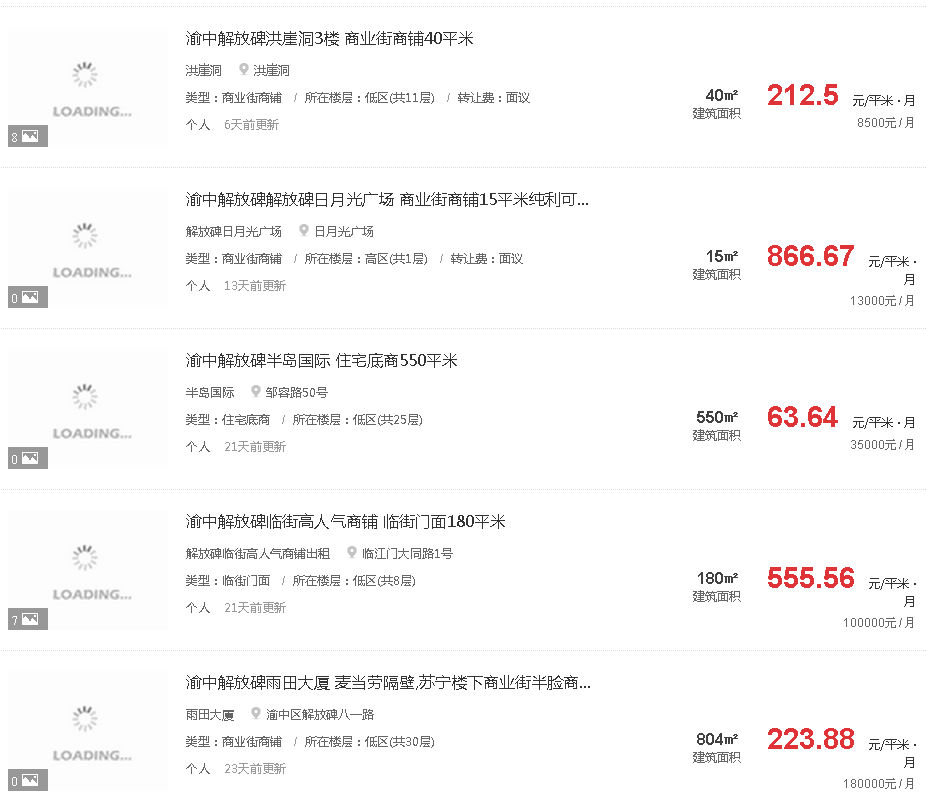 渝中解放碑洪崖洞3楼 商业街商铺40平米
洪崖洞 洪崖洞
类型：商业街商铺 / 所在楼层：低区(共11层) / 转让费：面议
个人 6天前更新
LOADING...
8
40m²
建筑面积
212.5 元/平米·月
8500元/月
渝中解放碑解放碑日月光广场 商业街商铺15平米纯利可...
解放碑日月光广场 日月光广场
类型：商业街商铺 / 所在楼层：高区(共1层) / 转让费：面议
个人 13天前更新
LOADING...
0
15m²
建筑面积
866.67 元/平米·
月
13000元/月
渝中解放碑半岛国际 住宅底商550平米
半岛国际 邹容路50号
类型：住宅底商 / 所在楼层：低区(共25层)
个人 21天前更新
LOADING...
0
550m²
建筑面积
63.64 元/平米·月
35000元/月
渝中解放碑临街高人气商铺 临街门面180平米
解放碑临街高人气商铺出租 临江门大同路1号
类型：临街门面 / 所在楼层：低区(共8层)
个人 21天前更新
LOADING...
7
180m²
建筑面积
555.56 元/平米·
月
100000元/月
渝中解放碑雨田大厦 麦当劳隔壁,苏宁楼下商业街半脸商...
雨田大厦 渝中区解放碑八一路
类型：商业街商铺 / 所在楼层：低区(共30层)
个人 23天前更新
LOADING...
0
804m²
建筑面积
223.88 元/平米·
月
180000元/月